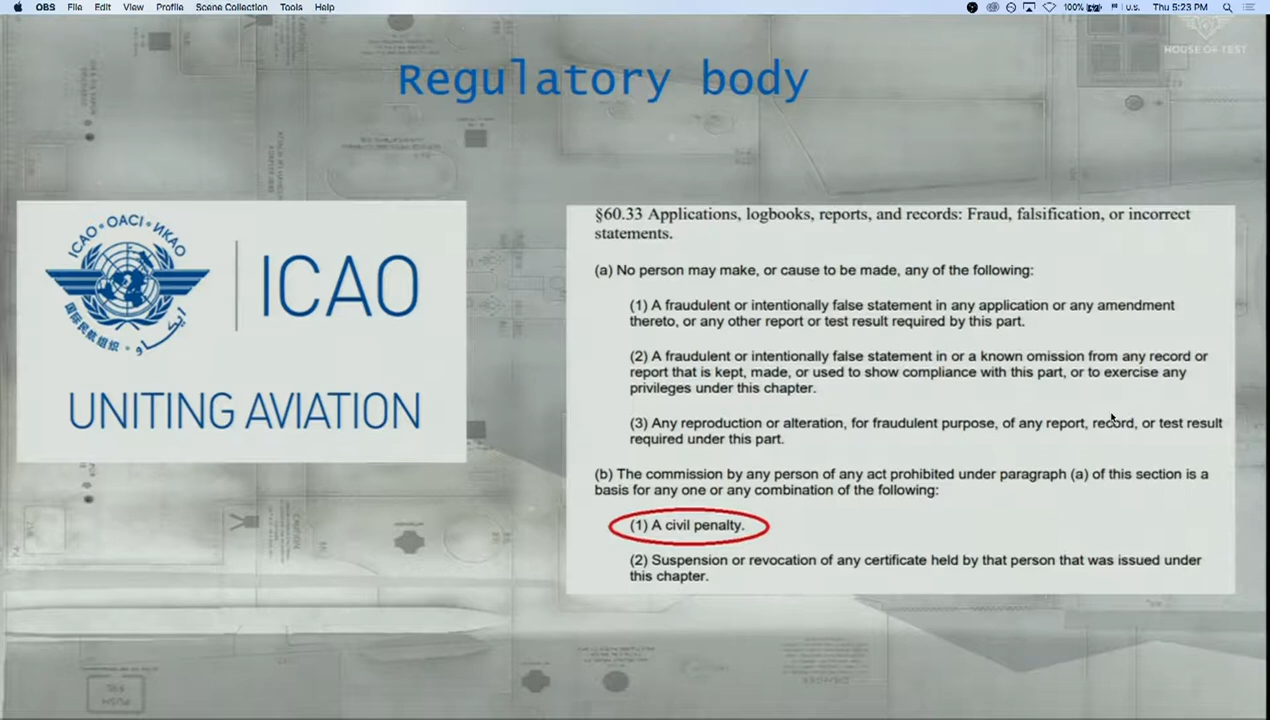 OBS File Edit View Profile Scene Collection Tools Help 100% U.S. Thu 5:23 PM
HOUSE OF TEST
Regulatory body
ICAO · OACI · ИКАО
国际民航组织 · إيكاو
ICAO
UNITING AVIATION
§60.33 Applications, logbooks, reports, and records: Fraud, falsification, or incorrect
statements.
(a) No person may make, or cause to be made, any of the following:
(1) A fraudulent or intentionally false statement in any application or any amendment
thereto, or any other report or test result required by this part.
(2) A fraudulent or intentionally false statement in or a known omission from any record or
report that is kept, made, or used to show compliance with this part, or to exercise any
privileges under this chapter.
(3) Any reproduction or alteration, for fraudulent purpose, of any report, record, or test result
required under this part.
(b) The commission by any person of any act prohibited under paragraph (a) of this section is a
basis for any one or any combination of the following:
(1) A civil penalty.
(2) Suspension or revocation of any certificate held by that person that was issued under
this chapter.